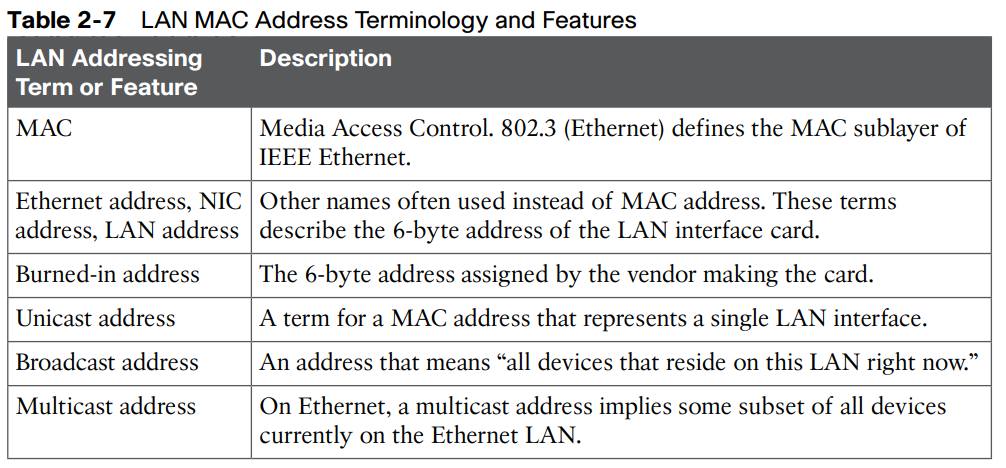 Table 2-7 LAN MAC Address Terminology and Features
LAN Addressing
Term or Feature
Description
MAC
Media Access Control. 802.3 (Ethernet) defines the MAC sublayer of
IEEE Ethernet.
Ethernet address, NIC
address, LAN address
Other names often used instead of MAC address. These terms
describe the 6-byte address of the LAN interface card.
Burned-in address
The 6-byte address assigned by the vendor making the card.
Unicast address
A term for a MAC address that represents a single LAN interface.
Broadcast address
An address that means “all devices that reside on this LAN right now.”
Multicast address
On Ethernet, a multicast address implies some subset of all devices
currently on the Ethernet LAN.